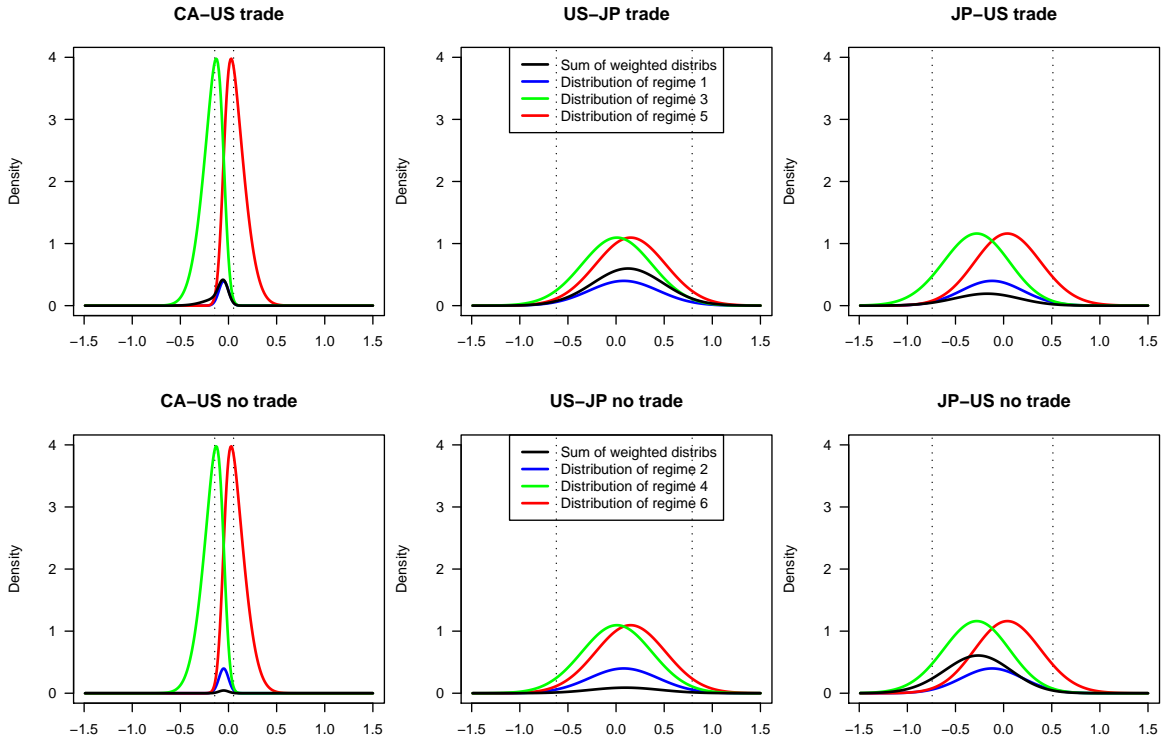 CA−US trade
US−JP trade
JP−US trade
Density
4
3
2
1
0
−1.5 −1.0 −0.5 0.0 0.5 1.0 1.5
Density
4
3
2
1
0
−1.5 −1.0 −0.5 0.0 0.5 1.0 1.5
Sum of weighted distribs
Distribution of regime 1
Distribution of regime 3
Distribution of regime 5
Density
4
3
2
1
0
−1.5 −1.0 −0.5 0.0 0.5 1.0 1.5
CA−US no trade
US−JP no trade
JP−US no trade
Density
4
3
2
1
0
−1.5 −1.0 −0.5 0.0 0.5 1.0 1.5
Density
4
3
2
1
0
−1.5 −1.0 −0.5 0.0 0.5 1.0 1.5
Sum of weighted distribs
Distribution of regime 2
Distribution of regime 4
Distribution of regime 6
Density
4
3
2
1
0
−1.5 −1.0 −0.5 0.0 0.5 1.0 1.5